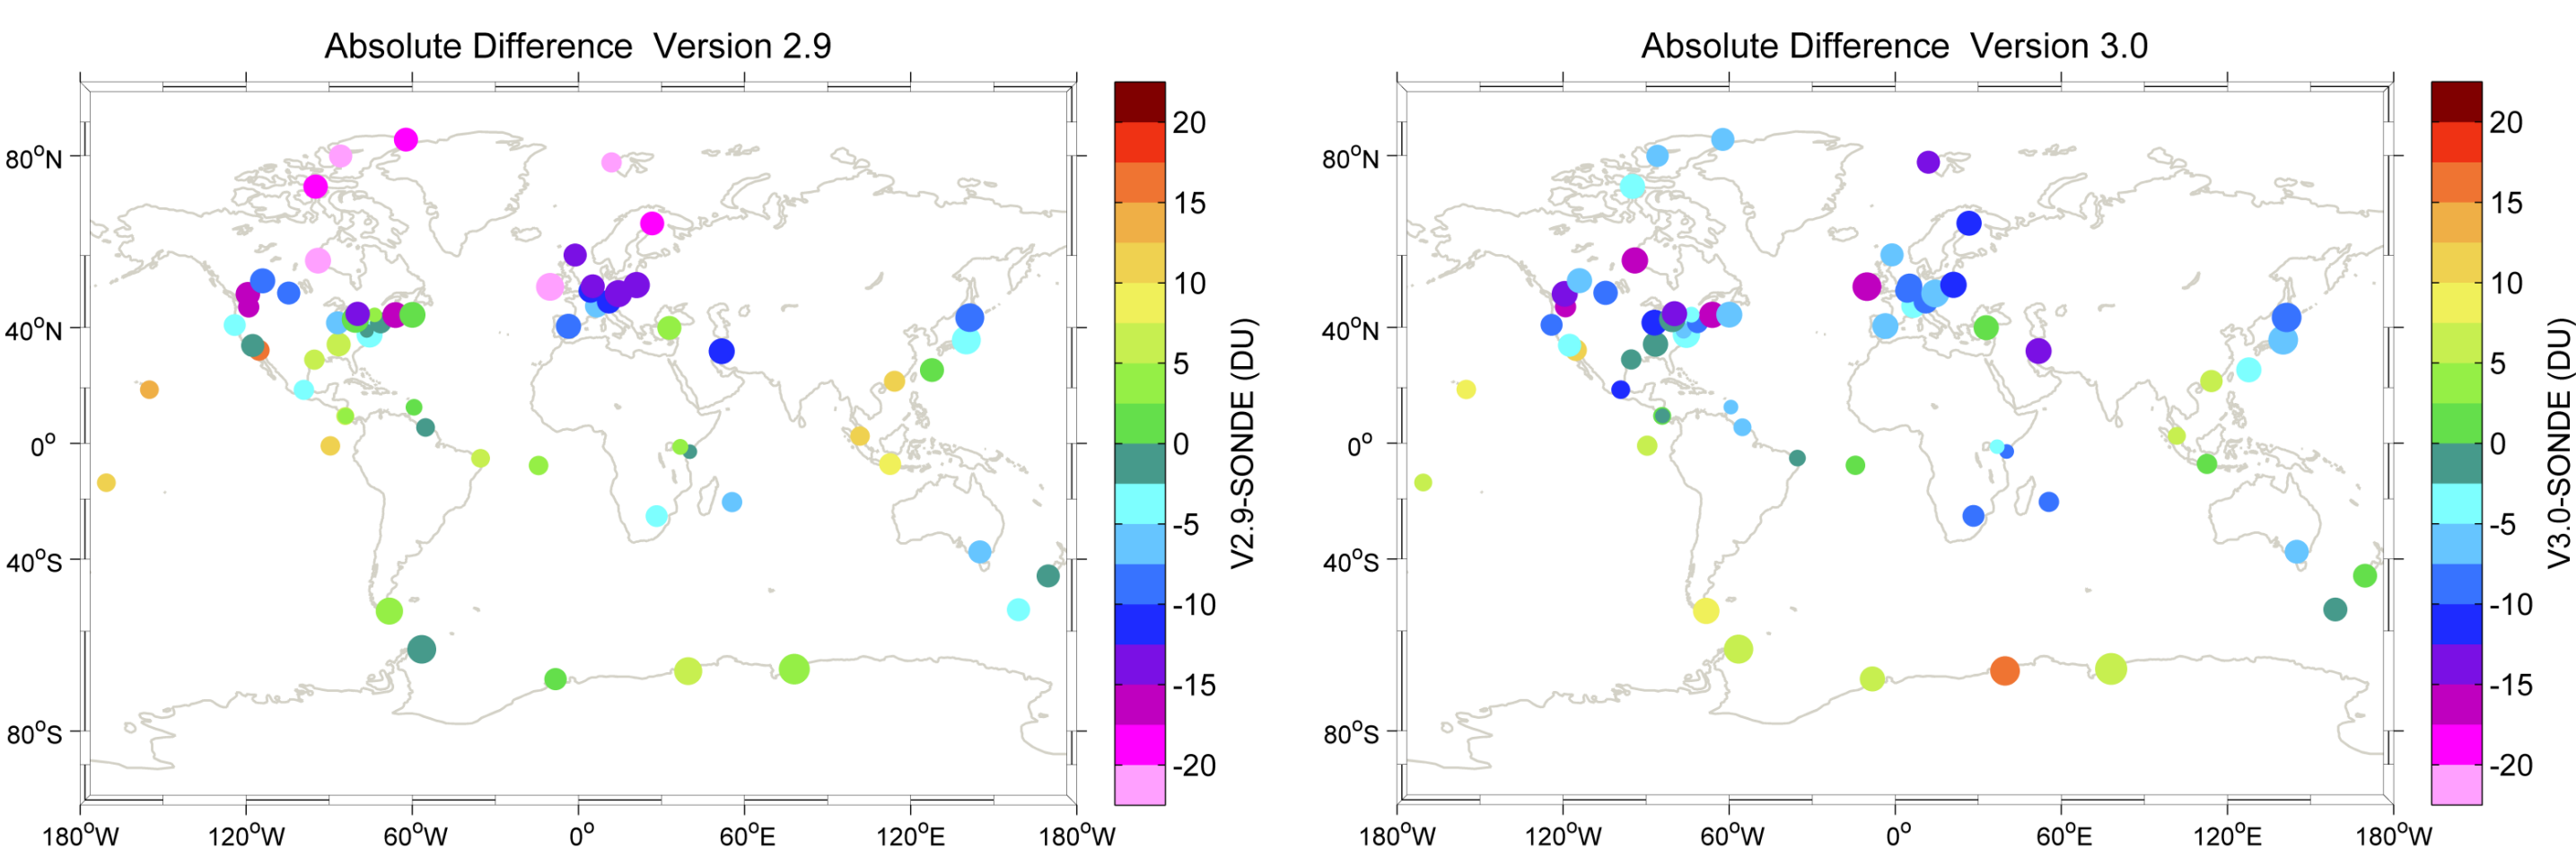 Absolute Difference  Version 2.9
80°N
40°N
0°
40°S
80°S
180°W 120°W 60°W 0° 60°E 120°E 180°W
20
15
10
5
0
-5
-10
-15
-20
V2.9-SONDE (DU)
Absolute Difference  Version 3.0
80°N
40°N
0°
40°S
80°S
180°W 120°W 60°W 0° 60°E 120°E 180°W
20
15
10
5
0
-5
-10
-15
-20
V3.0-SONDE (DU)